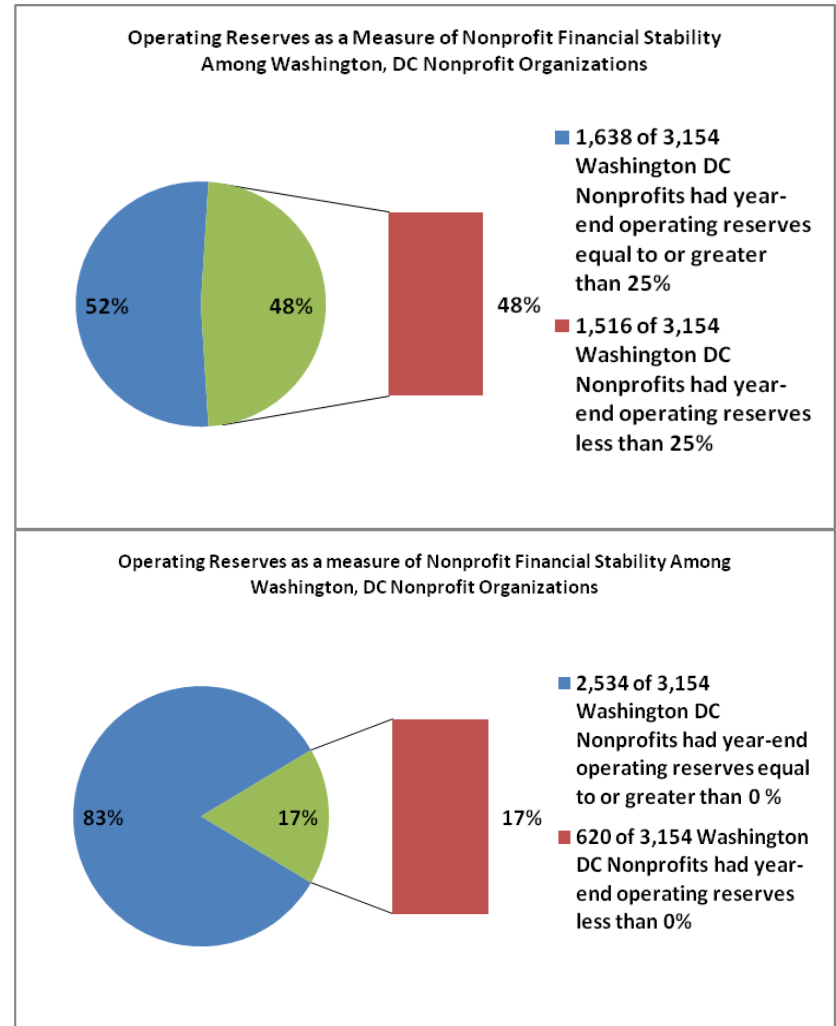 Operating Reserves as a Measure of Nonprofit Financial Stability
Among Washington, DC Nonprofit Organizations
52%
48%
48%
1,638 of 3,154
Washington DC
Nonprofits had year-
end operating reserves
equal to or greater
than 25%
1,516 of 3,154
Washington DC
Nonprofits had year-
end operating reserves
less than 25%
Operating Reserves as a measure of Nonprofit Financial Stability Among
Washington, DC Nonprofit Organizations
83%
17%
17%
2,534 of 3,154
Washington DC
Nonprofits had year-end
operating reserves equal
to or greater than 0 %
620 of 3,154 Washington
DC Nonprofits had year-
end operating reserves
less than 0%